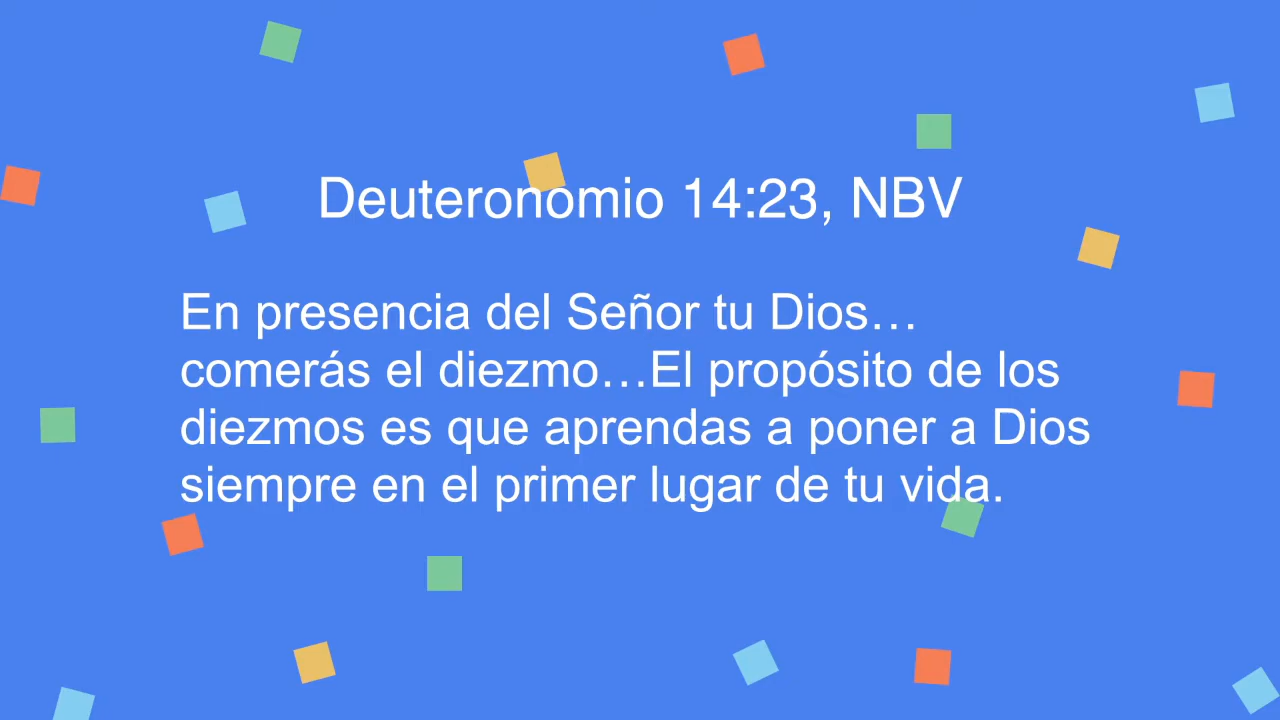 Deuteronomio 14:23, NBV
En presencia del Señor tu Dios…
comerás el diezmo…El propósito de los
diezmos es que aprendas a poner a Dios
siempre en el primer lugar de tu vida.